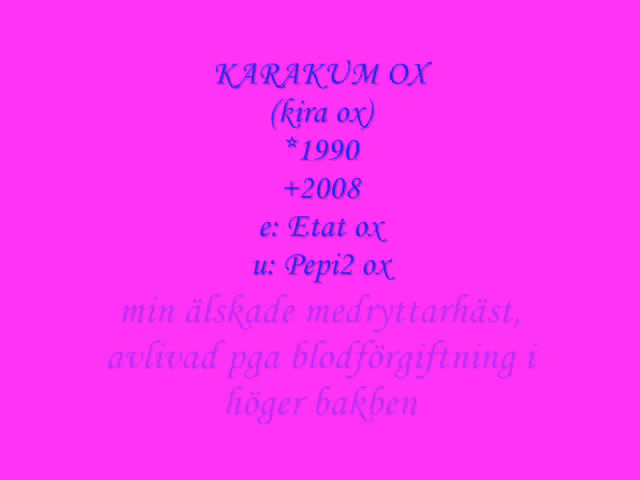 KARAKUM OX
(kira ox)
*1990
+2008
e: Etat ox
u: Pepi2 ox
min älskade medryttarhäst,
avlivad pga blodförgiftning i
höger bakben